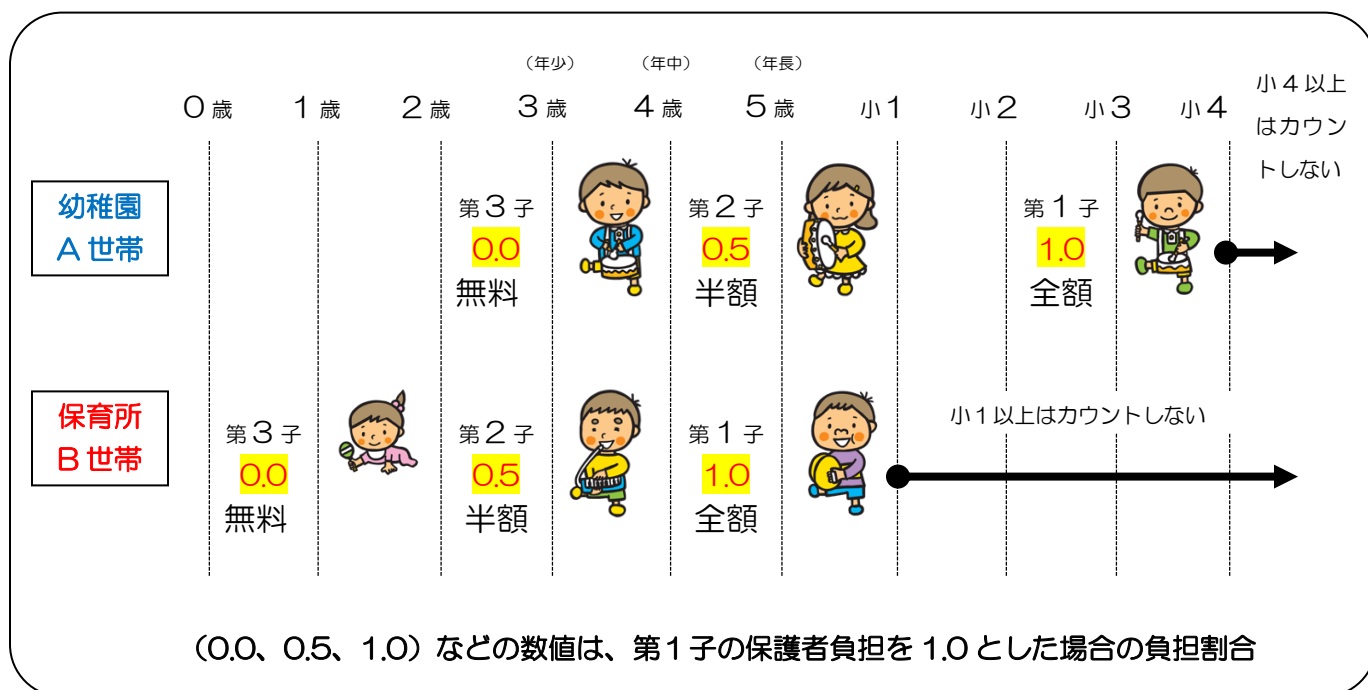 （年少）
（年中）
（年長）
0歳
1歳
2歳
3歳
4歳
5歳
小1
小2
小3
小4
小4以上
はカウン
トしない
幼稚園
A世帯
第3子
0.0
無料
第2子
0.5
半額
第1子
1.0
全額
保育所
B世帯
第3子
0.0
無料
第2子
0.5
半額
第1子
1.0
全額
小1以上はカウントしない
（0.0、0.5、1.0）などの数値は、第1子の保護者負担を1.0とした場合の負担割合